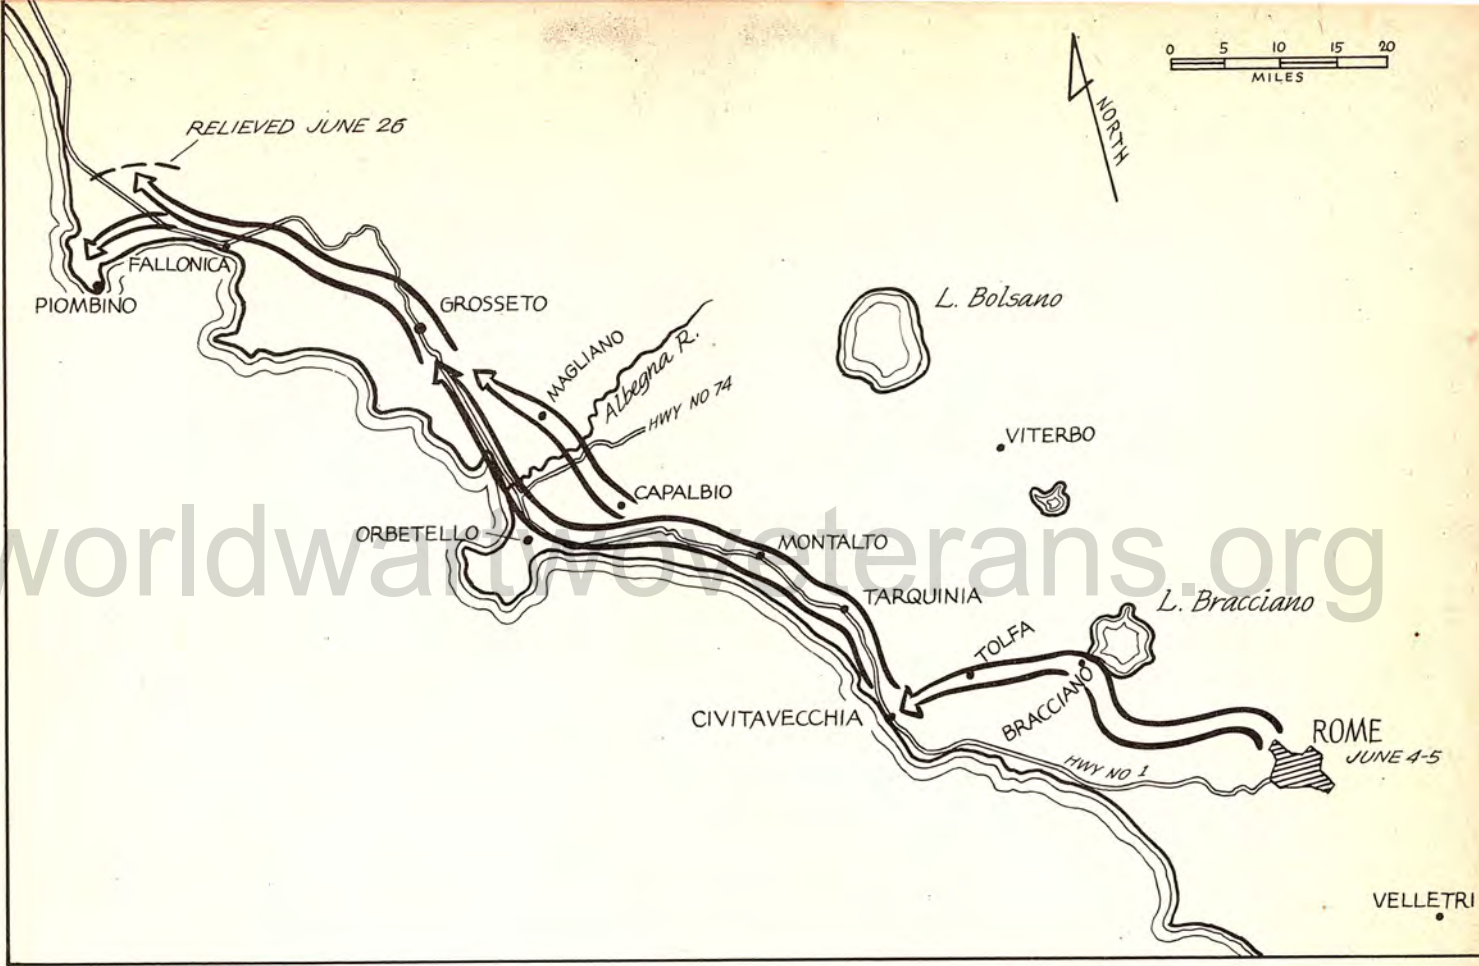 0 5 10 15 20
MILES
NORTH
RELIEVED JUNE 26
FALLONICA
PIOMBINO
GROSSETO
L. Bolsano
MAGLIANO
Albegna R.
HWY NO 74
VITERBO
CAPALBIO
ORBETELLO
MONTALTO
worldwartwoveterans.org
TARQUINIA
L. Bracciano
TOLFA
BRACCIANO
CIVITAVECCHIA
ROME
JUNE 4-5
HWY NO 1
VELLETRI